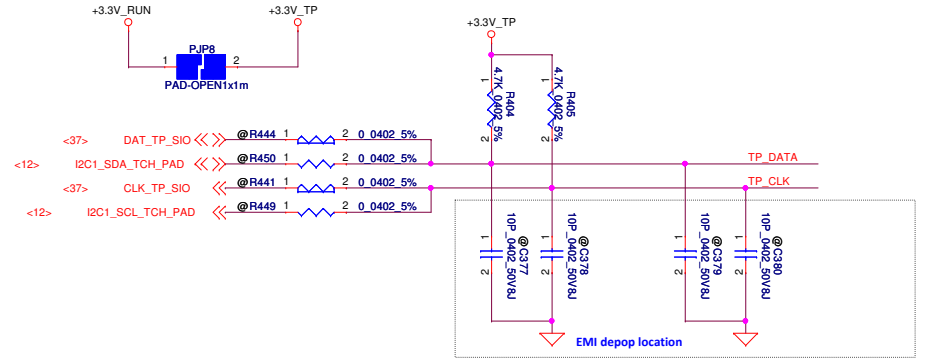 +3.3V_RUN
+3.3V_TP
PJP8
1
2
PAD-OPEN1x1m
+3.3V_TP
1
4.7K_0402_5%
R404
2
1
4.7K_0402_5%
R405
2
<37> DAT_TP_SIO @R444 1 2 0_0402_5%
<12> I2C1_SDA_TCH_PAD @R450 1 2 0_0402_5%
TP_DATA
<37> CLK_TP_SIO @R441 1 2 0_0402_5%
TP_CLK
<12> I2C1_SCL_TCH_PAD @R449 1 2 0_0402_5%
1
10P_0402_50V8J
@C377
2
1
10P_0402_50V8J
@C378
2
1
10P_0402_50V8J
@C379
2
1
10P_0402_50V8J
@C380
2
EMI depop location